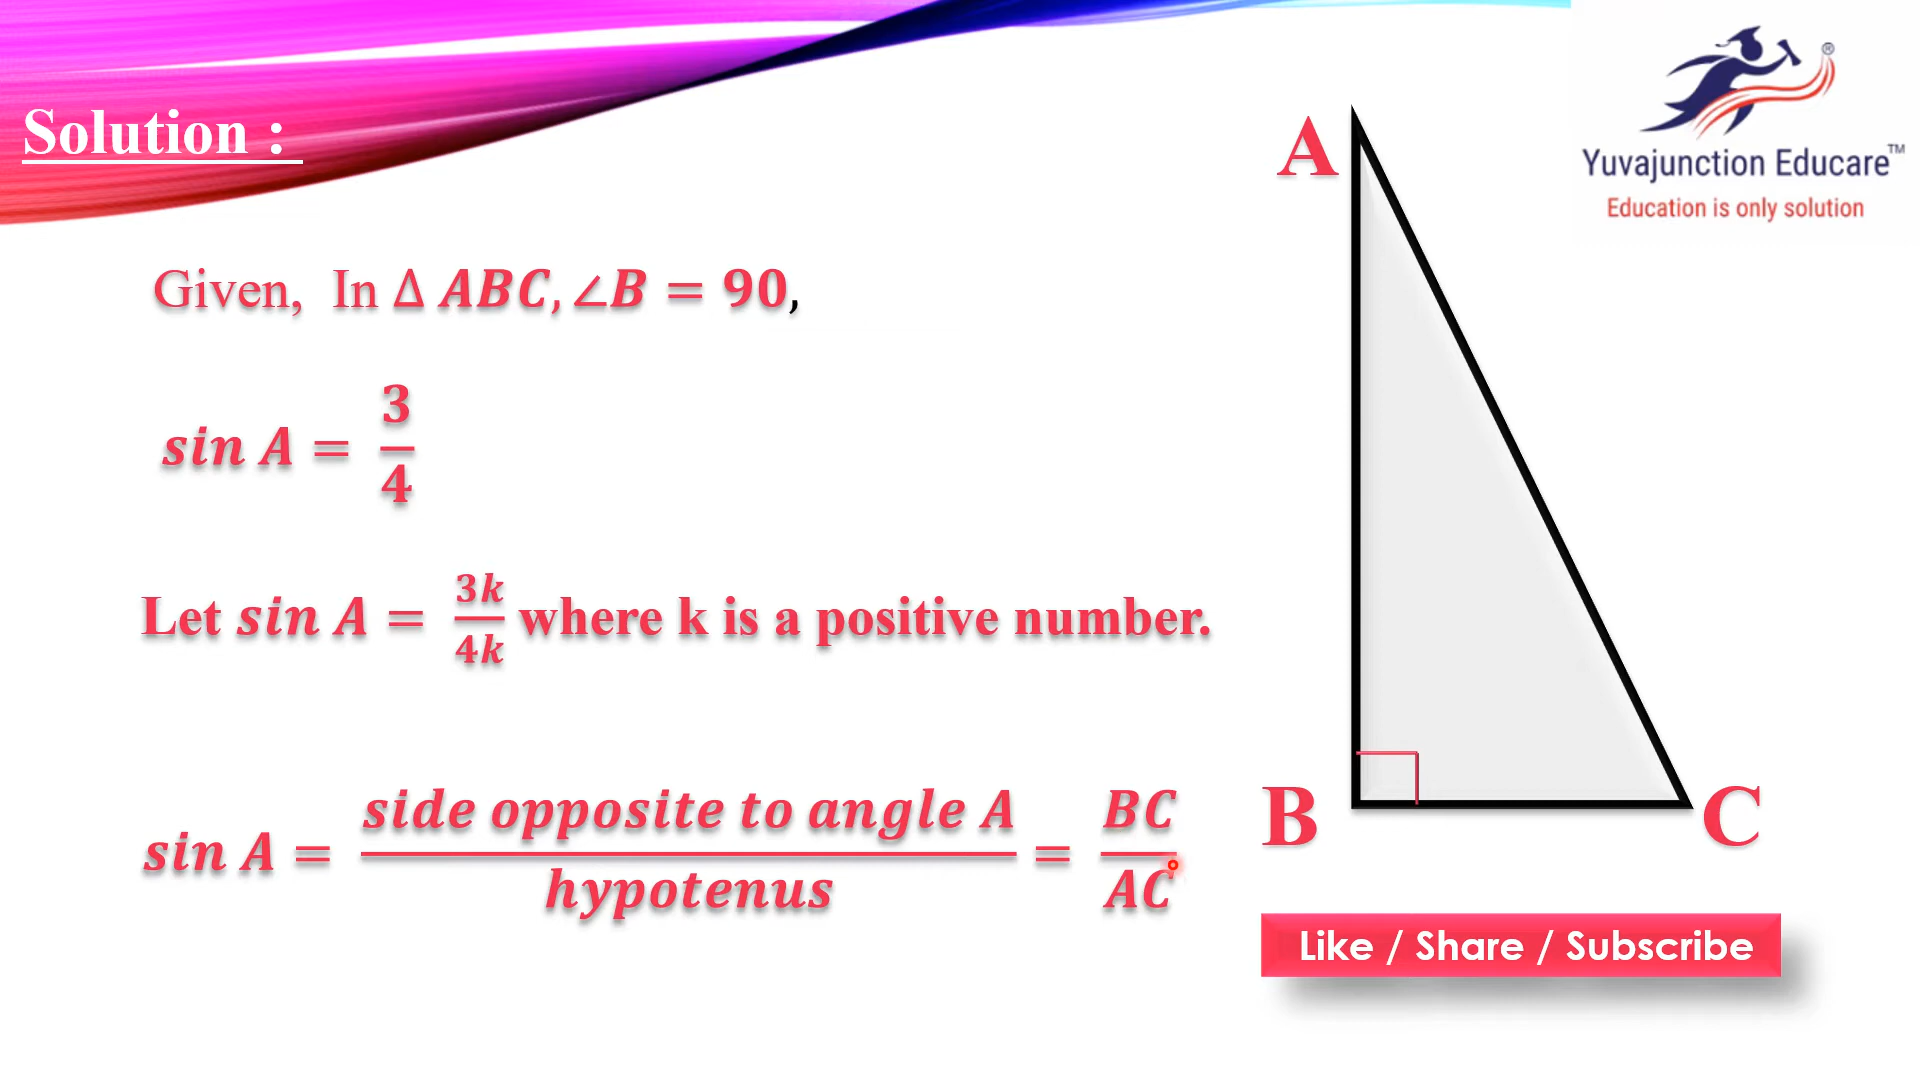 Solution :
®
Yuvajunction Educare™
Education is only solution
Given, In Δ ABC, ∠B = 90,
sin A = 3/4
Let sin A = 3k/4k where k is a positive number.
sin A = side opposite to angle A/hypotenus = BC/AC
A
B
C
Like / Share / Subscribe